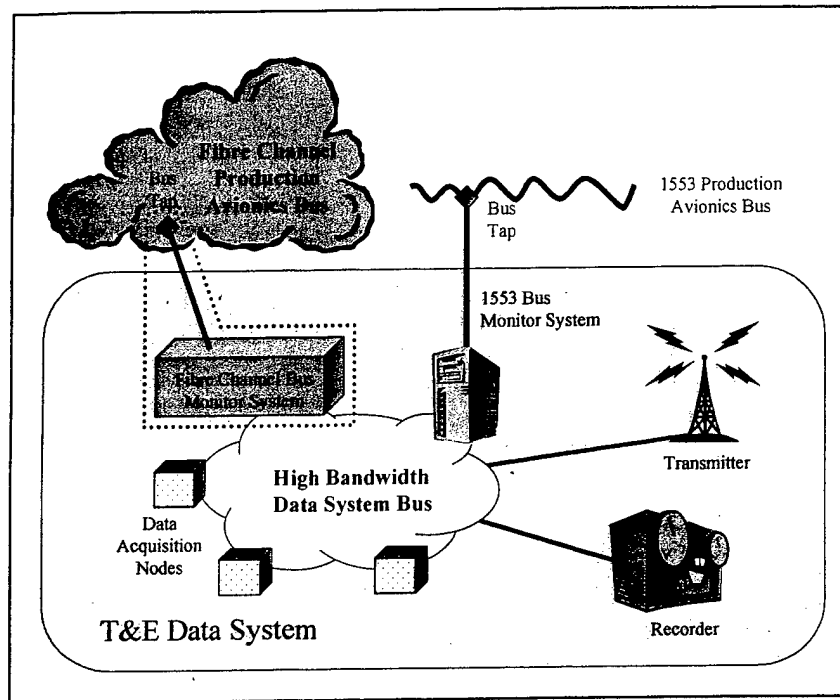 Fibre Channel
Production
Avionics Bus
Bus
Tap
1553 Production
Avionics Bus
Bus
Tap
1553 Bus
Monitor System
Fibre Channel Bus
Monitor System
Transmitter
High Bandwidth
Data System Bus
Data
Acquisition
Nodes
Recorder
T&E Data System